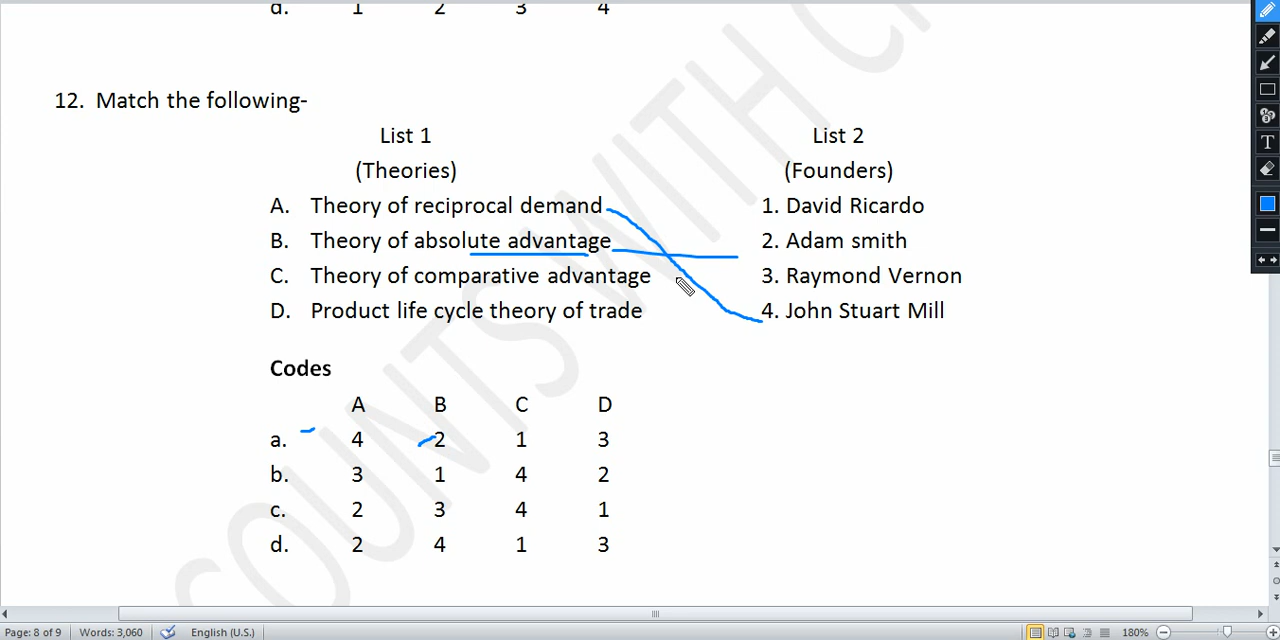 d. 1 2 3 4
12. Match the following-
List 1 List 2
(Theories) (Founders)
A. Theory of reciprocal demand 1. David Ricardo
B. Theory of absolute advantage 2. Adam smith
C. Theory of comparative advantage 3. Raymond Vernon
D. Product life cycle theory of trade 4. John Stuart Mill
Codes
A B C D
a. 4 2 1 3
b. 3 1 4 2
c. 2 3 4 1
d. 2 4 1 3
OUNTS WITH C
Page: 8 of 9 Words: 3,060 English (U.S.) 180%